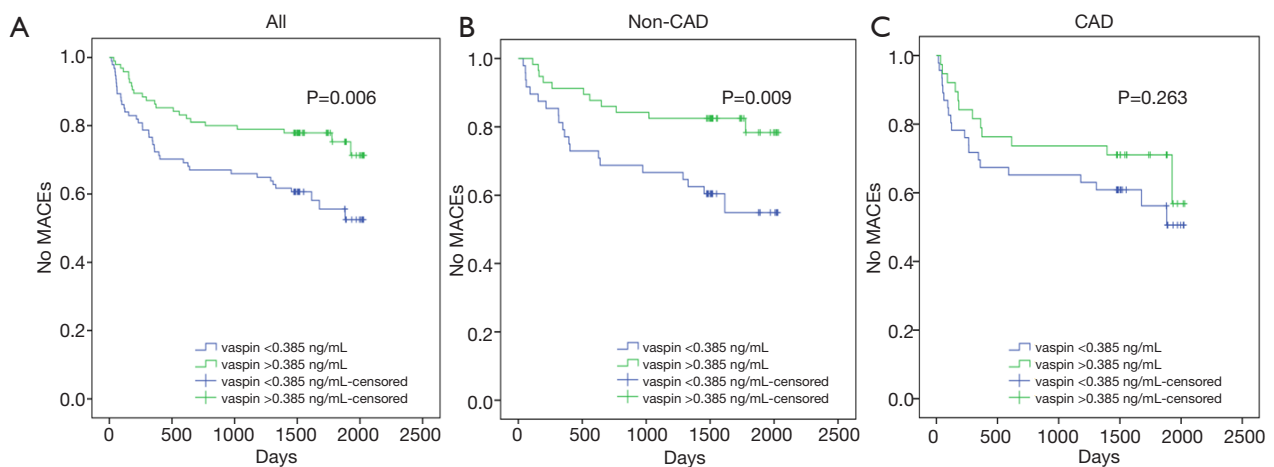 A
All
1.0
0.8
0.6
0.4
0.2
0.0
No MACEs
P=0.006
vaspin <0.385 ng/mL
vaspin >0.385 ng/mL
vaspin <0.385 ng/mL-censored
vaspin >0.385 ng/mL-censored
0 500 1000 1500 2000 2500
Days
B
Non-CAD
1.0
0.8
0.6
0.4
0.2
0.0
No MACEs
P=0.009
vaspin <0.385 ng/mL
vaspin >0.385 ng/mL
vaspin <0.385 ng/mL-censored
vaspin >0.385 ng/mL-censored
0 500 1000 1500 2000 2500
Days
C
CAD
1.0
0.8
0.6
0.4
0.2
0.0
No MACEs
P=0.263
vaspin <0.385 ng/mL
vaspin >0.385 ng/mL
vaspin <0.385 ng/mL-censored
vaspin >0.385 ng/mL-censored
0 500 1000 1500 2000 2500
Days